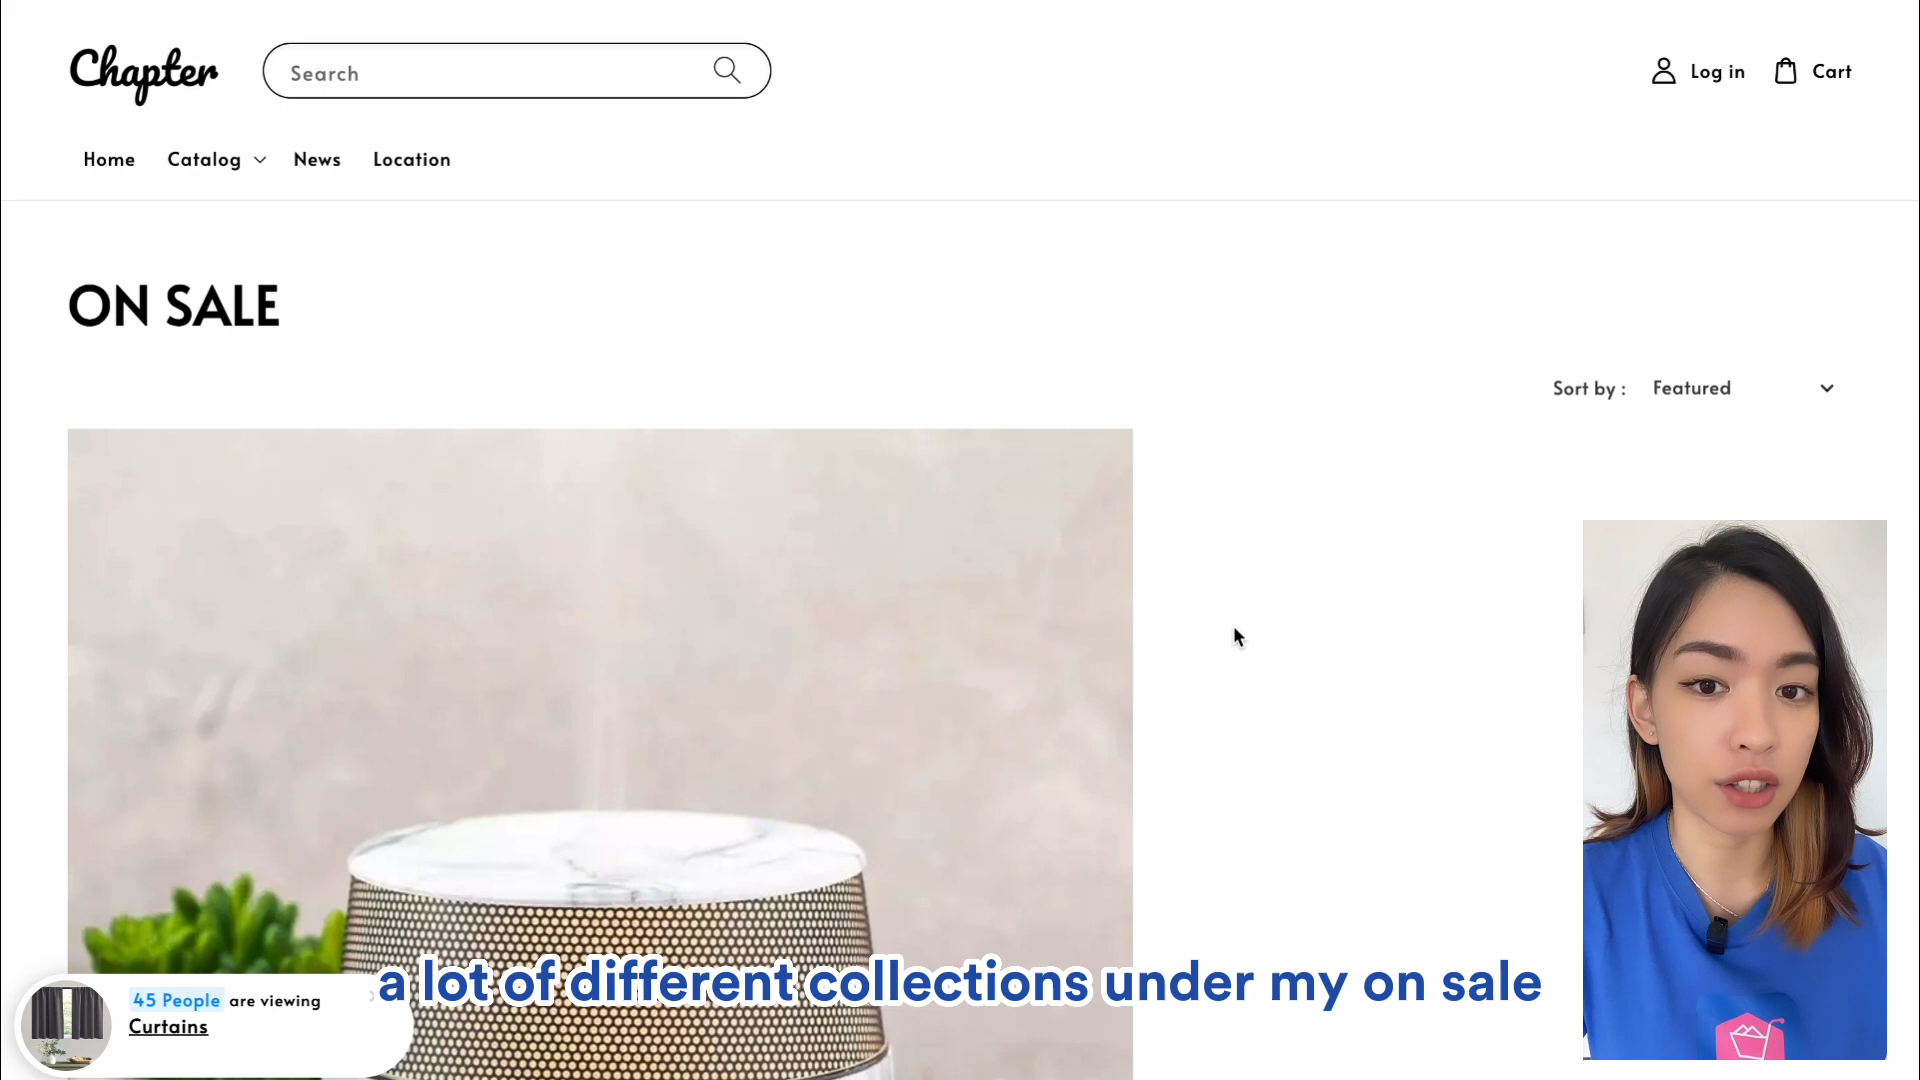 Chapter
Search
Log in
Cart
Home
Catalog
News
Location
ON SALE
Sort by :
Featured
45 People are viewing
Curtains
a lot of different collections under my on sale